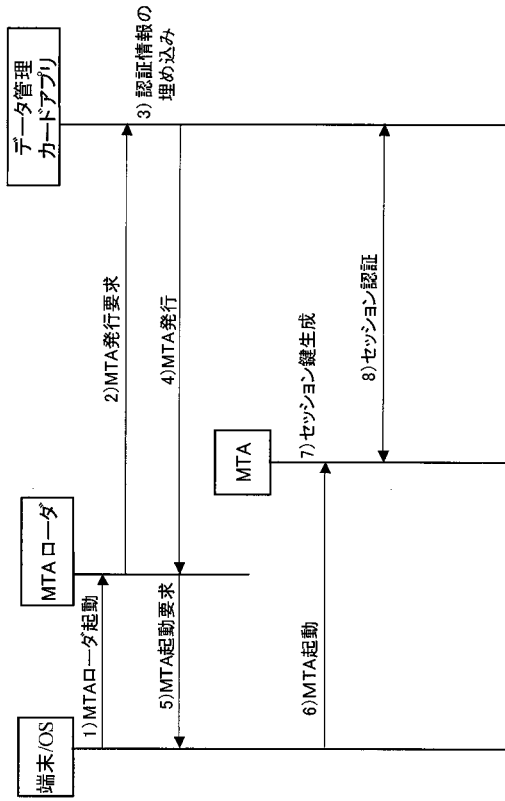 端末/OS
MTAローダ
MTA
データ管理
カードアプリ
1)MTAローダ起動
2)MTA発行要求
3)認証情報の
埋め込み
4)MTA発行
5)MTA起動要求
6)MTA起動
7)セッション鍵生成
8)セッション認証